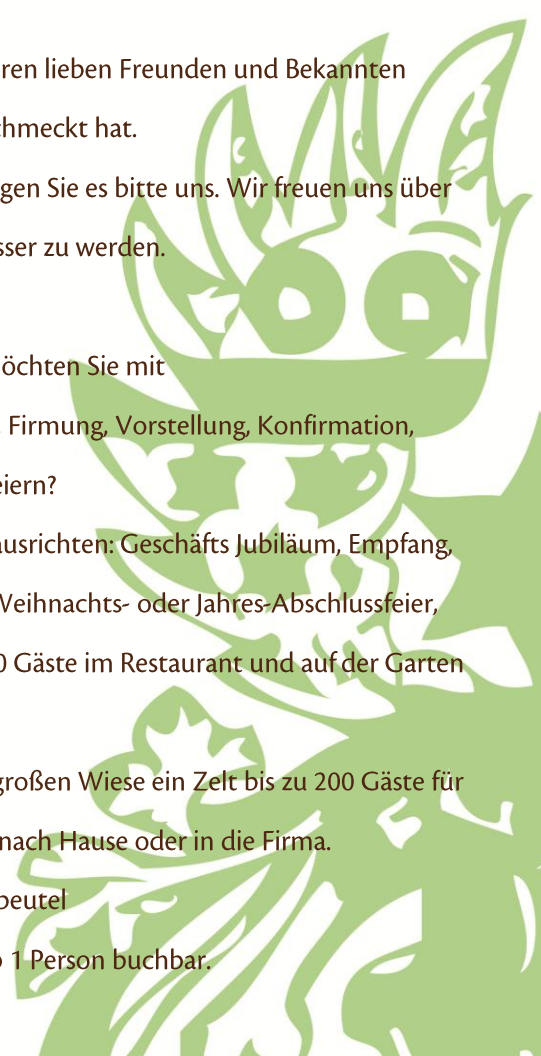 ren lieben Freunden und Bekannten
chmeckt hat.
gen Sie es bitte uns. Wir freuen uns über
sser zu werden.
öchten Sie mit
, Firmung, Vorstellung, Konfirmation,
eiern?
ausrichten: Geschäfts Jubiläum, Empfang,
Weihnachts- oder Jahres-Abschlussfeier,
0 Gäste im Restaurant und auf der Garten
großen Wiese ein Zelt bis zu 200 Gäste für
nach Hause oder in die Firma.
beutel
b 1 Person buchbar.